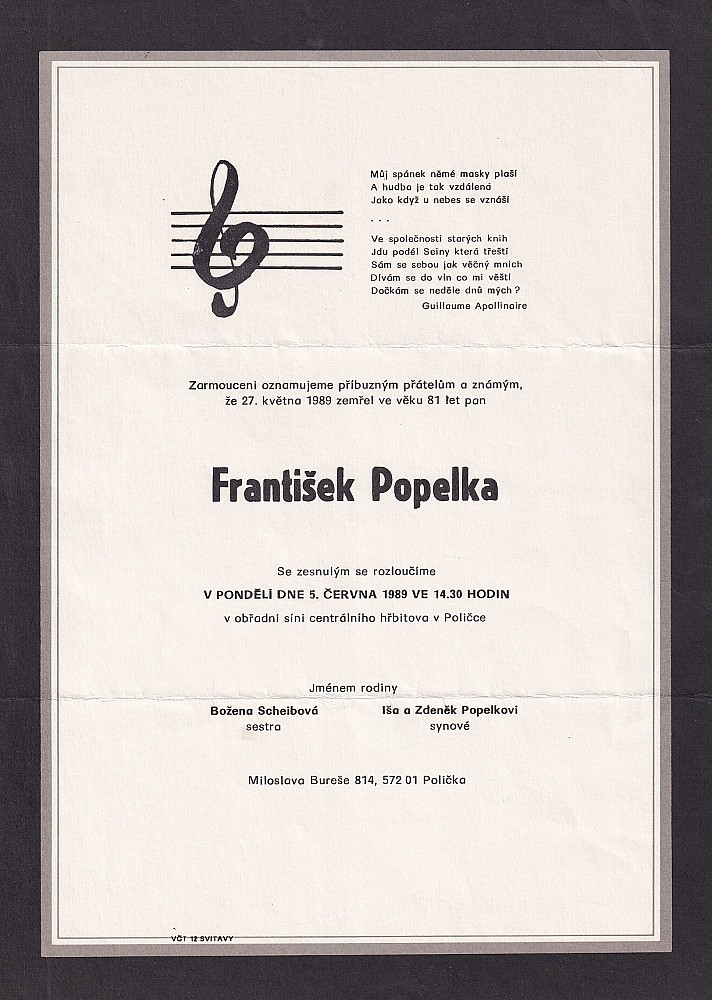 Můj spánek němé masky plaší
A hudba je tak vzdálená
Jako když u nebes se vznáší
...
Ve společnosti starých knih
Jdu podél Seiny která třeští
Sám se sebou jak věčný mnich
Dívám se do vln co mi věští
Dočkám se neděle dnů mých?
Guillaume Apollinaire
Zarmouceni oznamujeme příbuzným přátelům a známým,
že 27. května 1989 zemřel ve věku 81 let pan
František Popelka
Se zesnulým se rozloučíme
V PONDĚLÍ DNE 5. ČERVNA 1989 VE 14.30 HODIN
v obřadní síni centrálního hřbitova v Poličce
Jménem rodiny
Božena Scheibová
sestra
Iša a Zdeněk Popelkovi
synové
Miloslava Bureše 814, 572 01 Polička
VČT 12 SVITAVY